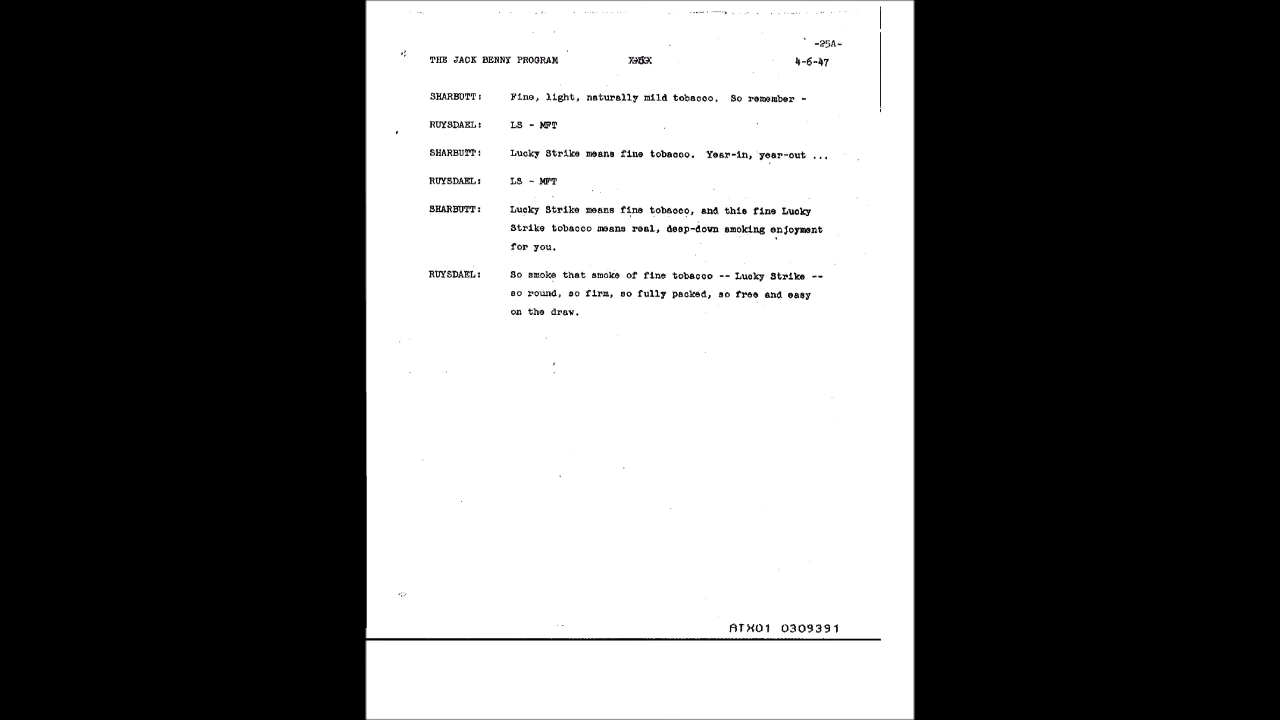 -25A-
THE JACK BENNY PROGRAM 4-6-47
SHARBUTT: Fine, light, naturally mild tobacco. So remember -
RUYSDAEL: LS - MFT
SHARBUTT: Lucky Strike means fine tobacco. Year-in, year-out ...
RUYSDAEL: LS - MFT
SHARBUTT: Lucky Strike means fine tobacco, and this fine Lucky
Strike tobacco means real, deep-down smoking enjoyment
for you.
RUYSDAEL: So smoke that smoke of fine tobacco -- Lucky Strike --
so round, so firm, so fully packed, so free and easy
on the draw.
ATX01 0309391